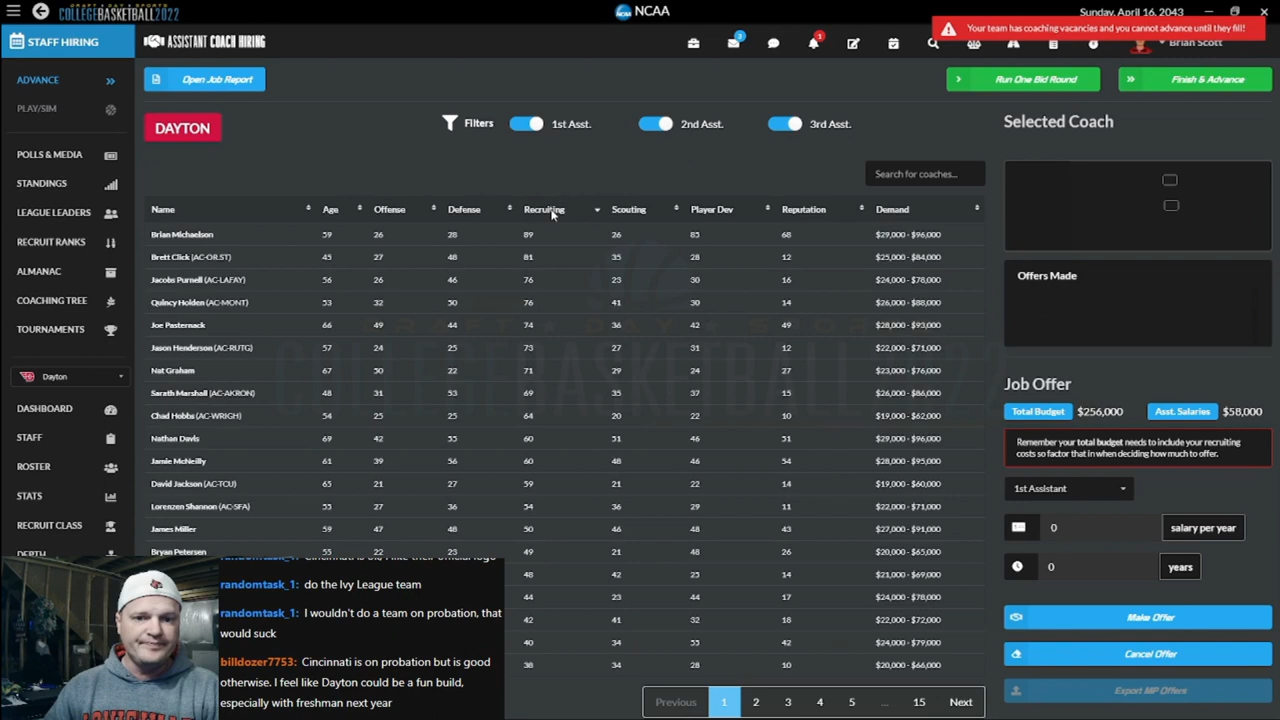 DRAFT • DAY • SPORTS
COLLEGEBASKETBALL2022
NCAA
Sunday, April 16, 2043
STAFF HIRING
ASSISTANT COACH HIRING
3
1
Your team has coaching vacancies and you cannot advance until they fill!
Brian Scott
ADVANCE
PLAY/SIM
POLLS & MEDIA
STANDINGS
LEAGUE LEADERS
RECRUIT RANKS
ALMANAC
COACHING TREE
TOURNAMENTS
Dayton
DASHBOARD
STAFF
ROSTER
STATS
RECRUIT CLASS
DEPTH
Open Job Report
Run One Bid Round
Finish & Advance
DAYTON
Filters
1st Asst.
2nd Asst.
3rd Asst.
Search for coaches...
Name Age Offense Defense Recruiting Scouting Player Dev Reputation Demand
Brian Michaelson 59 26 28 89 26 85 68 $29,000 - $96,000
Brett Click (AC-OR.ST) 45 27 48 81 35 28 12 $25,000 - $84,000
Jacobs Purnell (AC-LAFAY) 56 26 46 76 23 30 16 $24,000 - $78,000
Quincy Holden (AC-MONT) 53 32 50 76 41 30 14 $26,000 - $88,000
Joe Pasternack 66 49 44 74 36 42 49 $28,000 - $93,000
Jason Henderson (AC-RUTG) 57 24 25 73 27 31 12 $22,000 - $71,000
Nat Graham 67 50 22 71 29 24 27 $23,000 - $76,000
Sarath Marshall (AC-AKRON) 48 31 53 69 35 37 15 $26,000 - $86,000
Chad Hobbs (AC-WRIGH) 54 25 25 64 20 22 10 $19,000 - $62,000
Nathan Davis 69 42 55 60 51 46 51 $29,000 - $96,000
Jamie McNeilly 61 39 56 60 48 46 54 $28,000 - $95,000
David Jackson (AC-TCU) 65 21 27 59 21 22 14 $19,000 - $60,000
Lorenzen Shannon (AC-SFA) 55 27 36 54 36 29 11 $22,000 - $71,000
James Miller 59 47 48 50 46 48 43 $27,000 - $91,000
Bryan Petersen 55 22 23 49 21 48 26 $20,000 - $65,000
48 42 25 14 $21,000 - $69,000
44 23 44 17 $24,000 - $78,000
42 41 32 18 $22,000 - $72,000
40 34 55 42 $24,000 - $79,000
38 34 28 10 $20,000 - $66,000
Previous 1 2 3 4 5 ... 15 Next
Selected Coach
Offers Made
Job Offer
Total Budget $256,000 Asst. Salaries $58,000
Remember your total budget needs to include your recruiting
costs so factor that in when deciding how much to offer.
1st Assistant
0 salary per year
0 years
Make Offer
Cancel Offer
Export MP Offers
randomtask_1: Cincinnati is ok, I like their official logo
randomtask_1: do the Ivy League team
randomtask_1: I wouldn't do a team on probation, that
would suck
billdozer7753: Cincinnati is on probation but is good
otherwise. I feel like Dayton could be a fun build,
especially with freshman next year